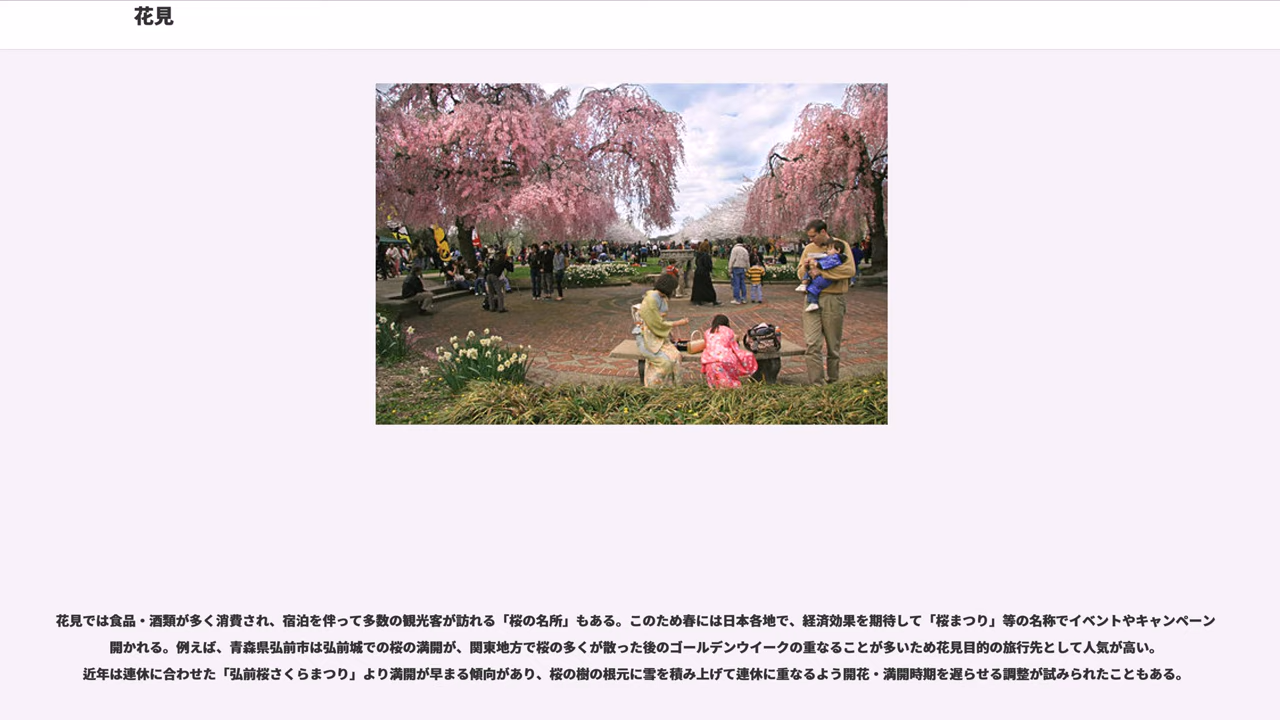 花見
花見では食品・酒類が多く消費され、宿泊を伴って多数の観光客が訪れる「桜の名所」もある。このため春には日本各地で、経済効果を期待して「桜まつり」等の名称でイベントやキャンペーン
開かれる。例えば、青森県弘前市は弘前城での桜の満開が、関東地方で桜の多くが散った後のゴールデンウイークの重なることが多いため花見目的の旅行先として人気が高い。
近年は連休に合わせた「弘前桜さくらまつり」より満開が早まる傾向があり、桜の樹の根元に雪を積み上げて連休に重なるよう開花・満開時期を遅らせる調整が試みられたこともある。